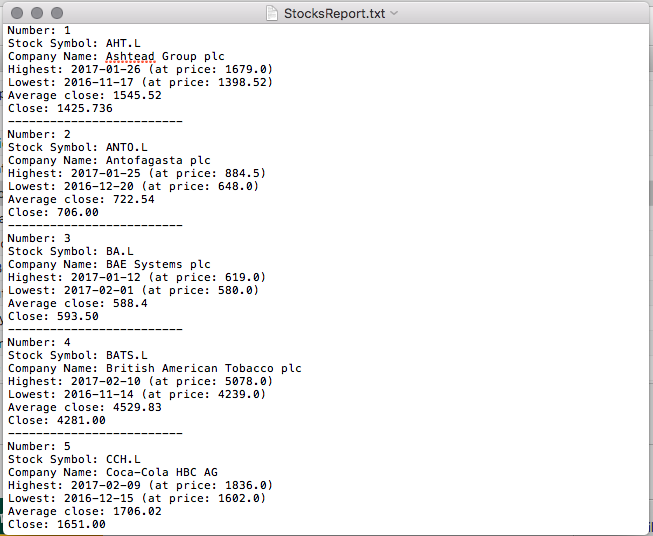 StocksReport.txt
Number: 1
Stock Symbol: AHT.L
Company Name: Ashtead Group plc
Highest: 2017-01-26 (at price: 1679.0)
Lowest: 2016-11-17 (at price: 1398.52)
Average close: 1545.52
Close: 1425.736
-------------------------
Number: 2
Stock Symbol: ANTO.L
Company Name: Antofagasta plc
Highest: 2017-01-25 (at price: 884.5)
Lowest: 2016-12-20 (at price: 648.0)
Average close: 722.54
Close: 706.00
-------------------------
Number: 3
Stock Symbol: BA.L
Company Name: BAE Systems plc
Highest: 2017-01-12 (at price: 619.0)
Lowest: 2017-02-01 (at price: 580.0)
Average close: 588.4
Close: 593.50
-------------------------
Number: 4
Stock Symbol: BATS.L
Company Name: British American Tobacco plc
Highest: 2017-02-10 (at price: 5078.0)
Lowest: 2016-11-14 (at price: 4239.0)
Average close: 4529.83
Close: 4281.00
-------------------------
Number: 5
Stock Symbol: CCH.L
Company Name: Coca-Cola HBC AG
Highest: 2017-02-09 (at price: 1836.0)
Lowest: 2016-12-15 (at price: 1602.0)
Average close: 1706.02
Close: 1651.00